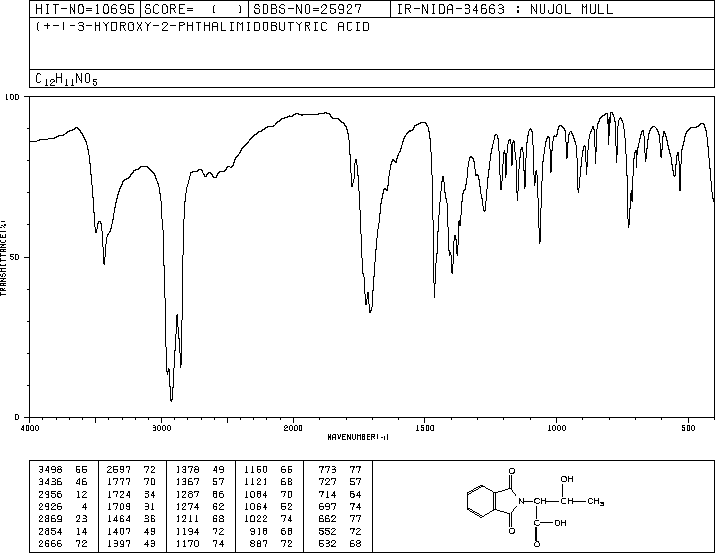 HIT-NO=10695 SCORE= ( ) SDBS-NO=25927 IR-NIDA-34663 : NUJOL MULL
(+-)-3-HYDROXY-2-PHTHALIMIDOBUTYRIC ACID
C12H11NO5
100
50
0
TRANSMITTANCE(%)
4000 3000 2000 1500 1000 500
WAVENUMBER(-1)
3498 66 2597 72 1378 49 1160 66 773 77
3436 46 1777 70 1367 57 1121 68 727 57
2956 12 1724 34 1287 86 1084 70 714 64
2926 4 1709 31 1274 62 1064 52 697 74
2869 23 1464 36 1211 68 1022 74 662 77
2854 14 1407 49 1194 72 918 68 552 72
2666 72 1397 43 1170 74 887 72 532 68
O
OH
N CH CH CH3
C OH
O
O